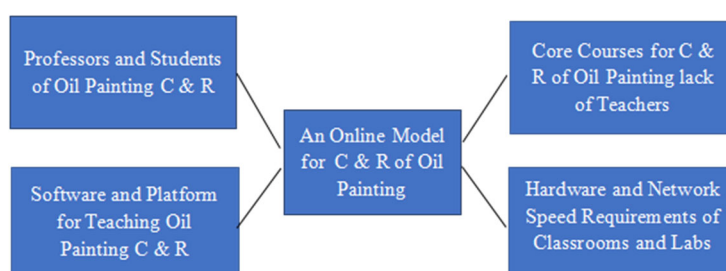 Professors and Students
of Oil Painting C & R
Core Courses for C &
R of Oil Painting lack
of Teachers
An Online Model
for C & R of Oil
Painting
Software and Platform
for Teaching Oil
Painting C & R
Hardware and Network
Speed Requirements of
Classrooms and Labs